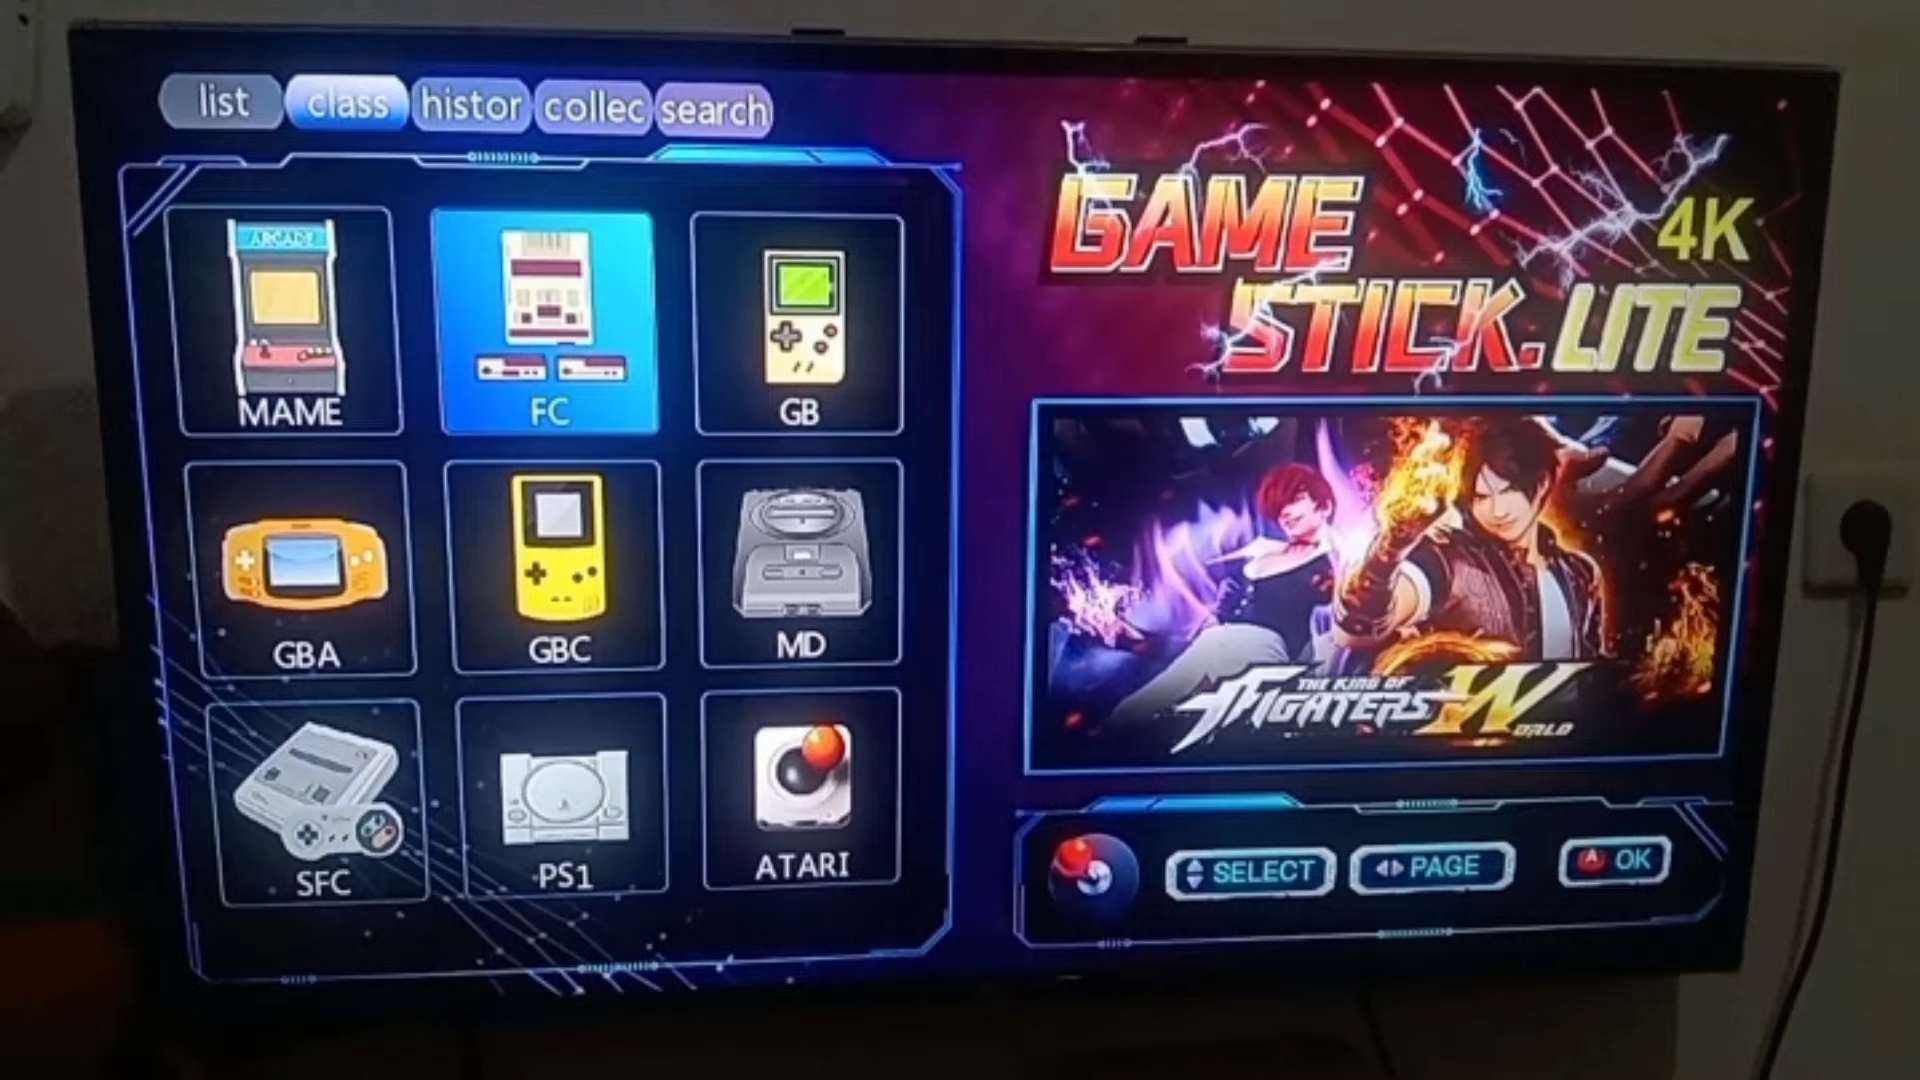 list class histor collec search
GAME
4K
STICK. LITE
ARCADE
MAME
FC
GB
GBA
GBC
MD
SFC
PS1
ATARI
THE KING OF
FIGHTERS WORLD
SELECT
PAGE
A OK